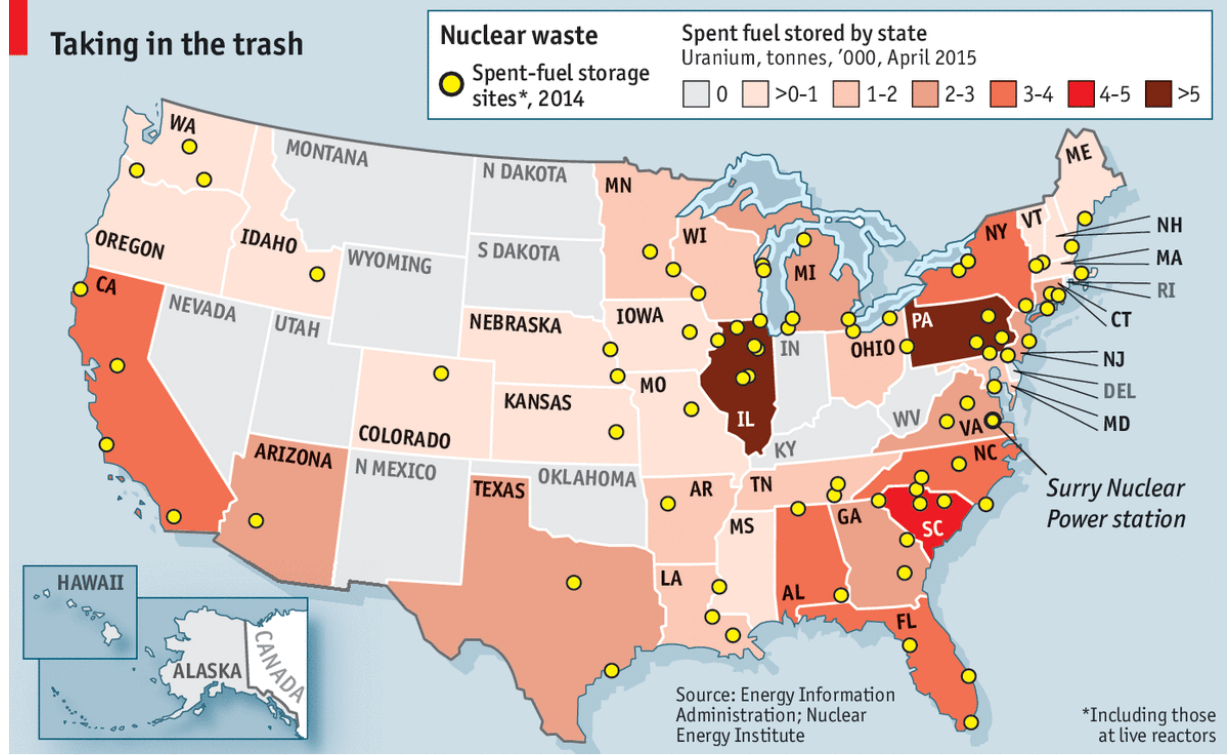 Taking in the trash
Nuclear waste
Spent-fuel storage
sites*, 2014
Spent fuel stored by state
Uranium, tonnes, ’000, April 2015
0
>0-1
1-2
2-3
3-4
4-5
>5
WA
MONTANA
N DAKOTA
MN
ME
OREGON
IDAHO
WYOMING
S DAKOTA
WI
MI
NY
VT
NH
MA
RI
CT
CA
NEVADA
UTAH
NEBRASKA
IOWA
IL
IN
OHIO
PA
NJ
DEL
MD
COLORADO
KANSAS
MO
KY
WV
VA
ARIZONA
N MEXICO
OKLAHOMA
TEXAS
AR
TN
NC
SC
MS
AL
GA
LA
FL
Surry Nuclear
Power station
HAWAII
ALASKA
CANADA
Source: Energy Information
Administration; Nuclear
Energy Institute
*Including those
at live reactors